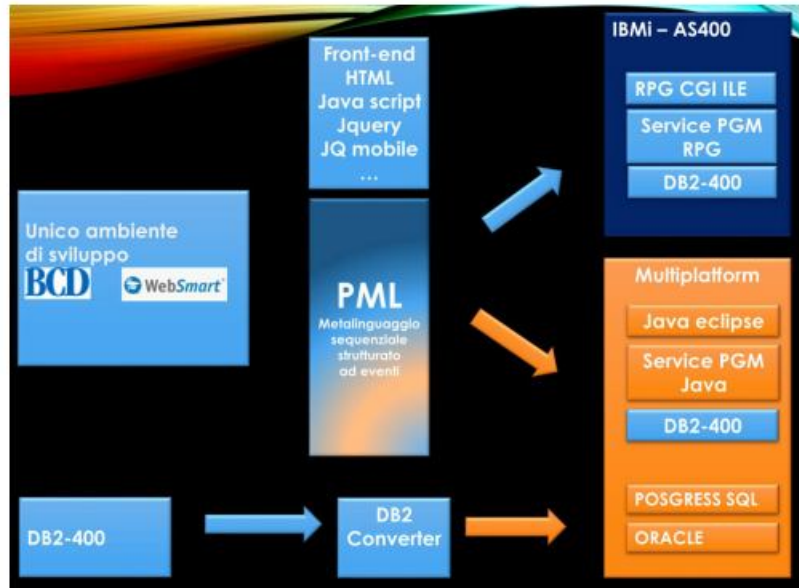 Front-end
HTML
Java script
Jquery
JQ mobile
...
Unico ambiente
di sviluppo
BCD
WebSmart
PML
Metalinguaggio
sequenziale
strutturato
ad eventi
DB2-400
DB2
Converter
IBMi – AS400
RPG CGI ILE
Service PGM
RPG
DB2-400
Multiplatform
Java eclipse
Service PGM
Java
DB2-400
POSGRESS SQL
ORACLE